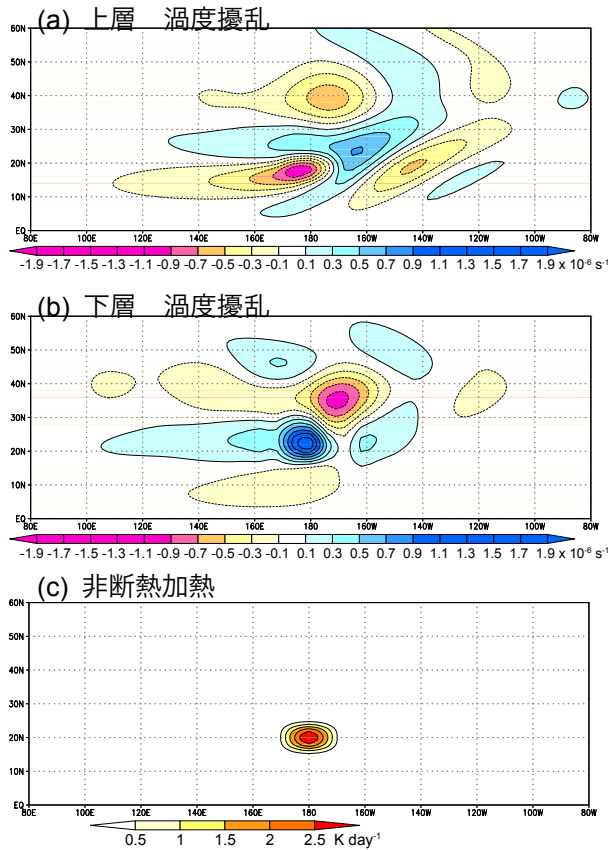 (a) 上層 渦度擾乱
60N
50N
40N
30N
20N
10N
EQ
80E 100E 120E 140E 160E 180 160W 140W 120W 100W 80W
-1.9 -1.7 -1.5 -1.3 -1.1 -0.9 -0.7 -0.5 -0.3 -0.1 0.1 0.3 0.5 0.7 0.9 1.1 1.3 1.5 1.7 1.9 x 10-6 s-1
(b) 下層 渦度擾乱
60N
50N
40N
30N
20N
10N
EQ
80E 100E 120E 140E 160E 180 160W 140W 120W 100W 80W
-1.9 -1.7 -1.5 -1.3 -1.1 -0.9 -0.7 -0.5 -0.3 -0.1 0.1 0.3 0.5 0.7 0.9 1.1 1.3 1.5 1.7 1.9 x 10-6 s-1
(c) 非断熱加熱
60N
50N
40N
30N
20N
10N
EQ
80E 100E 120E 140E 160E 180 160W 140W 120W 100W 80W
0.5 1 1.5 2 2.5 K day-1